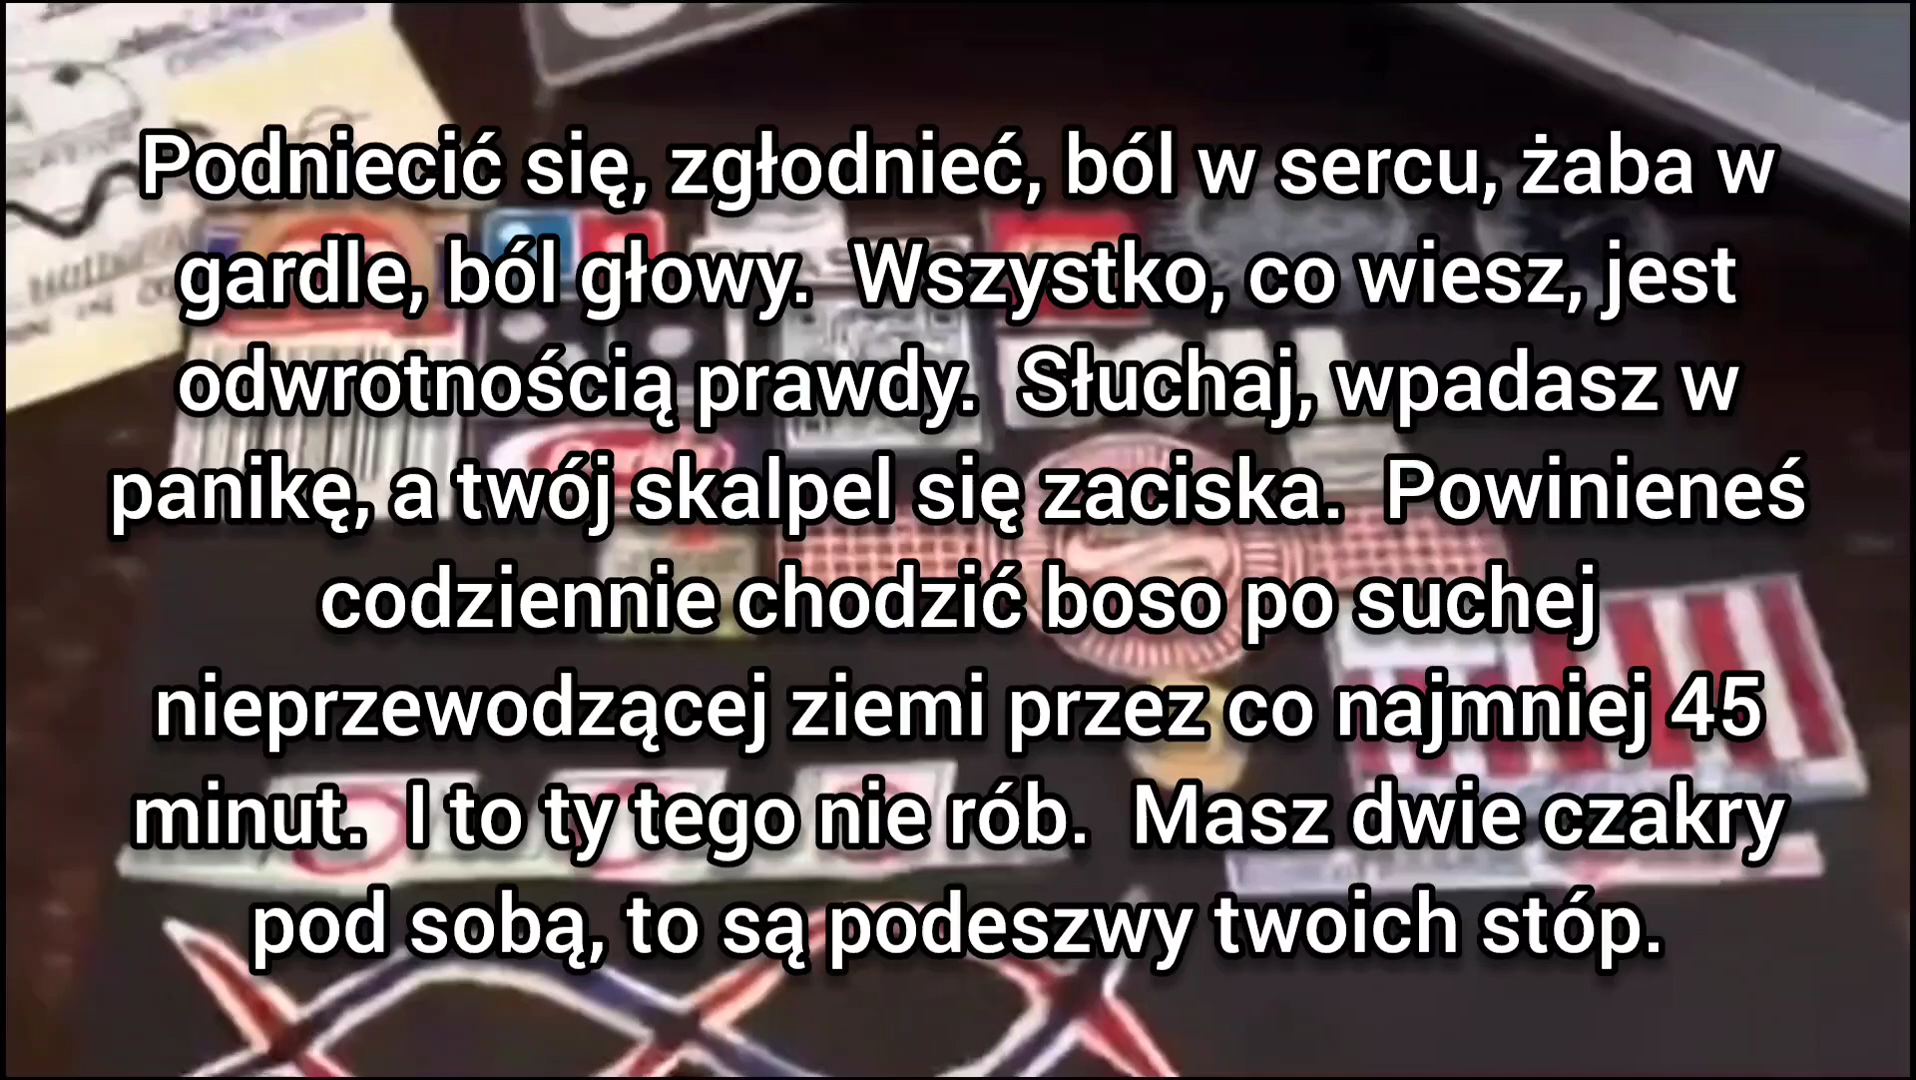 Podniecić się, zgłodnieć, ból w sercu, żaba w
gardle, ból głowy. Wszystko, co wiesz, jest
odwrotnością prawdy. Słuchaj, wpadasz w
panikę, a twój skalpel się zaciska. Powinieneś
codziennie chodzić boso po suchej
nieprzewodzącej ziemi przez co najmniej 45
minut. I to ty tego nie rób. Masz dwie czakry
pod sobą, to są podeszwy twoich stóp.